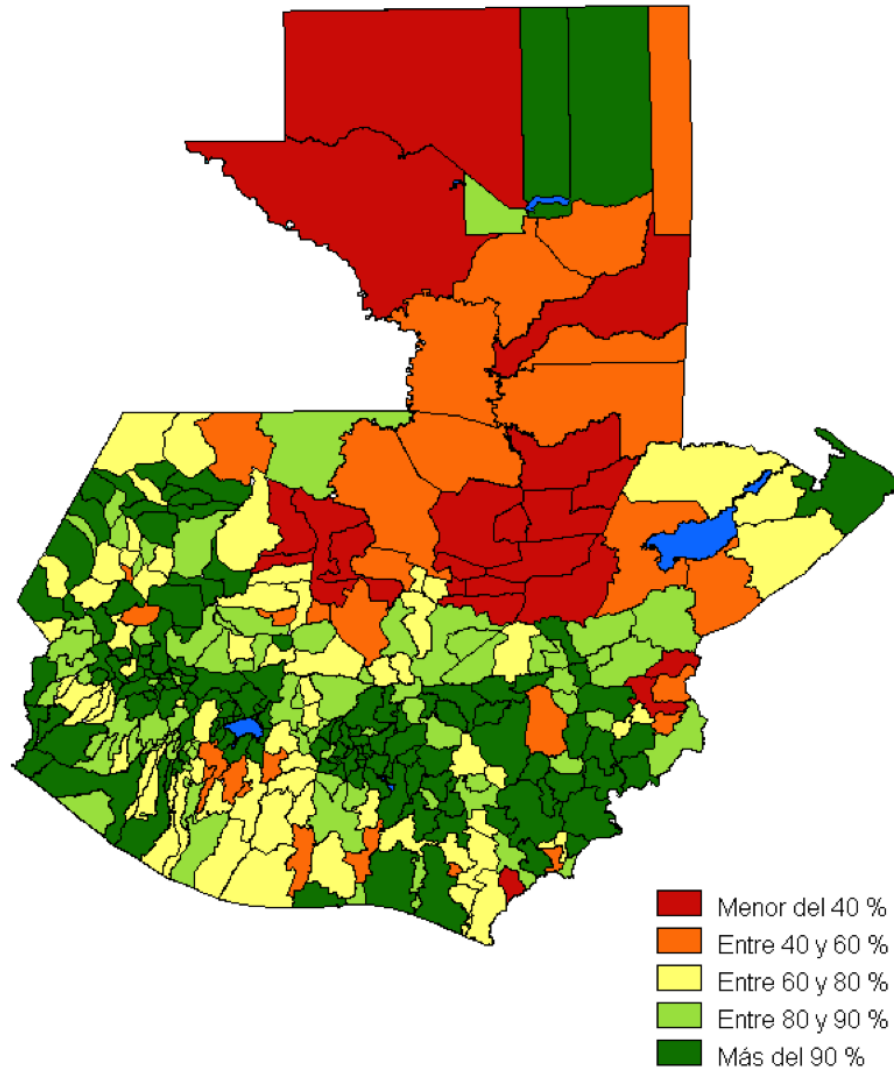 Menor del 40 %
Entre 40 y 60 %
Entre 60 y 80 %
Entre 80 y 90 %
Más del 90 %